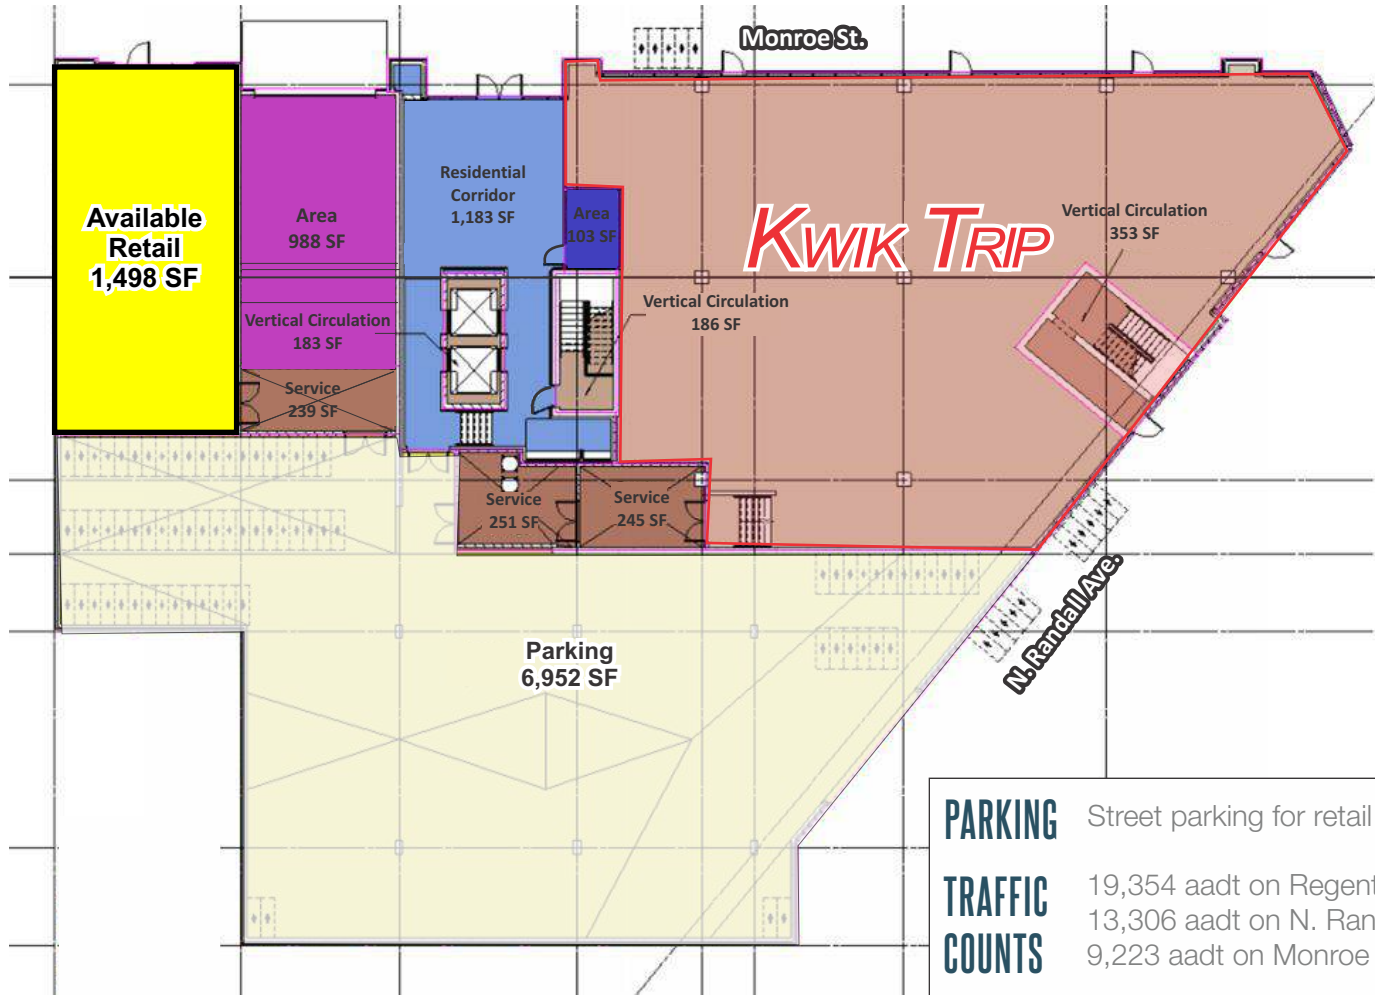 Monroe St.
Available
Retail
1,498 SF
Area
988 SF
Residential
Corridor
1,183 SF
Area
103 SF
KWIK TRIP
Vertical Circulation
353 SF
Vertical Circulation
186 SF
Vertical Circulation
183 SF
Service
239 SF
Service
251 SF
Service
245 SF
N. Randall Ave.
Parking
6,952 SF
PARKING
Street parking for retail
TRAFFIC
COUNTS
19,354 aadt on Regent
13,306 aadt on N. Ran
9,223 aadt on Monroe